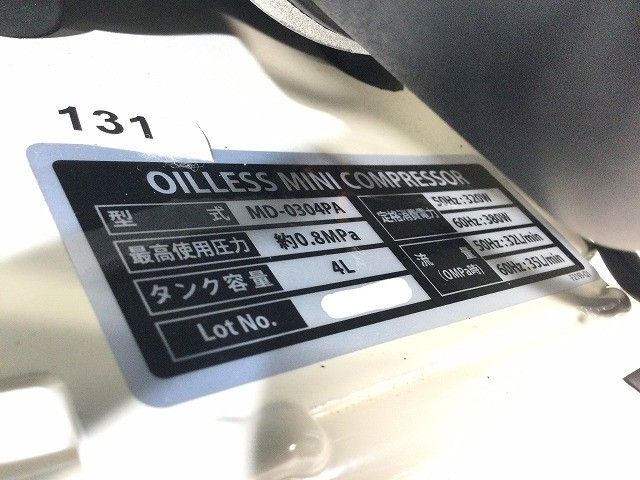 131
OILLESS MINI COMPRESSOR
型 式 MD-0304PA
最高使用圧力 約0.8MPa
タンク容量 4L
Lot No.
定格消費電力 50Hz:320W
60Hz:380W
流 量 (0MPa時) 50Hz:32L/min
60Hz:35L/min